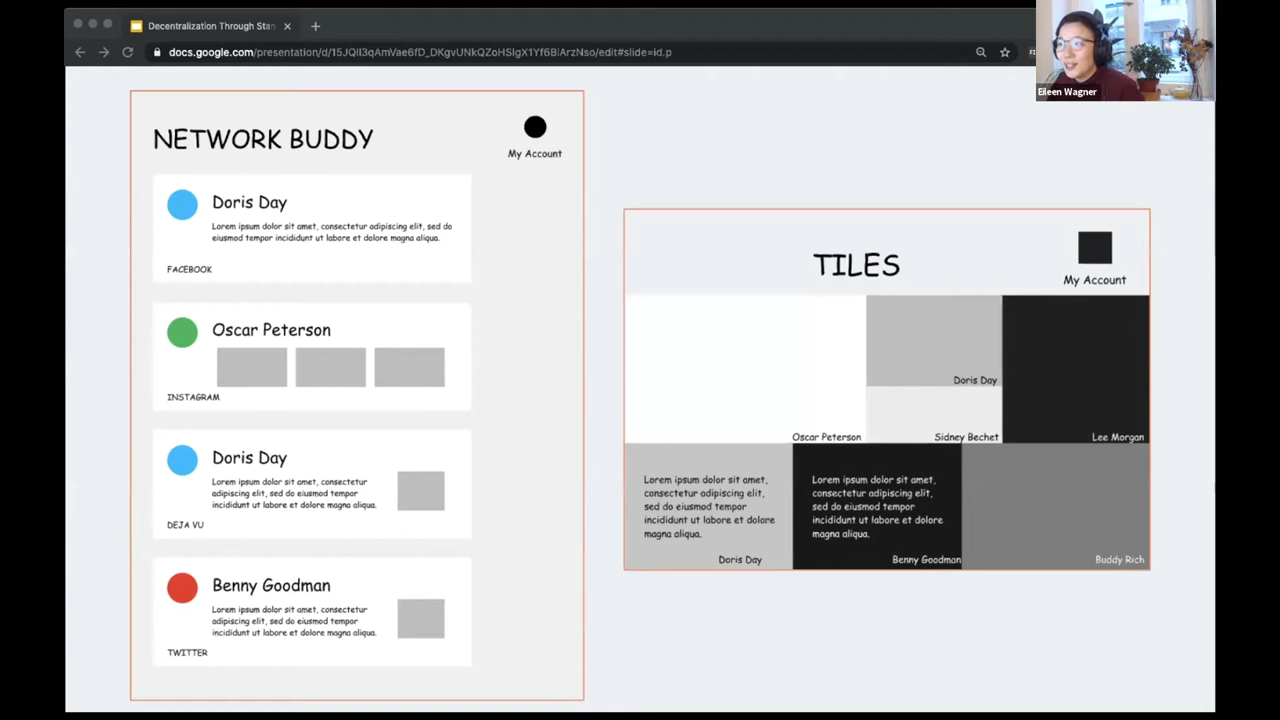 Decentralization Through Stan
docs.google.com/presentation/d/15JQiI3qAmVae6fD_DKgvUNkQZoHSIgX1Yf6BiArzNso/edit#slide=id.p
Eileen Wagner
NETWORK BUDDY
My Account
Doris Day
Lorem ipsum dolor sit amet, consectetur adipiscing elit, sed do
eiusmod tempor incididunt ut labore et dolore magna aliqua.
FACEBOOK
Oscar Peterson
INSTAGRAM
Doris Day
Lorem ipsum dolor sit amet, consectetur
adipiscing elit, sed do eiusmod tempor
incididunt ut labore et dolore magna aliqua.
DEJA VU
Benny Goodman
Lorem ipsum dolor sit amet, consectetur
adipiscing elit, sed do eiusmod tempor
incididunt ut labore et dolore magna aliqua.
TWITTER
TILES
My Account
Doris Day
Oscar Peterson
Sidney Bechet
Lee Morgan
Lorem ipsum dolor sit amet,
consectetur adipiscing elit,
sed do eiusmod tempor
incididunt ut labore et dolore
magna aliqua.
Doris Day
Lorem ipsum dolor sit amet,
consectetur adipiscing elit,
sed do eiusmod tempor
incididunt ut labore et dolore
magna aliqua.
Benny Goodman
Buddy Rich